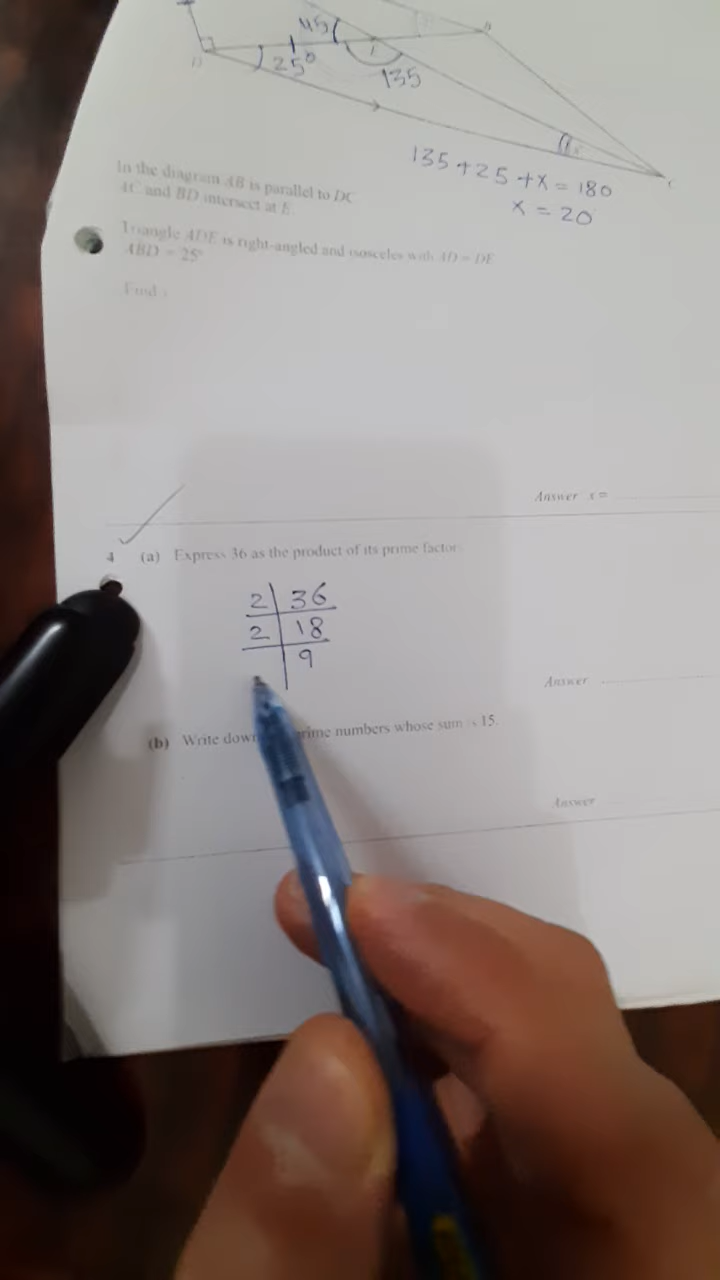 45
25°
135
135 + 25 + x = 180
x = 20
In the diagram AB is parallel to DC
AC and BD intersect at E
Triangle ADE is right-angled and isosceles with AD = DE
ABD = 25°
Find
Answer x =
4 (a) Express 36 as the product of its prime factor
2 36
2 18
9
Answer
(b) Write down prime numbers whose sum is 15.
Answer